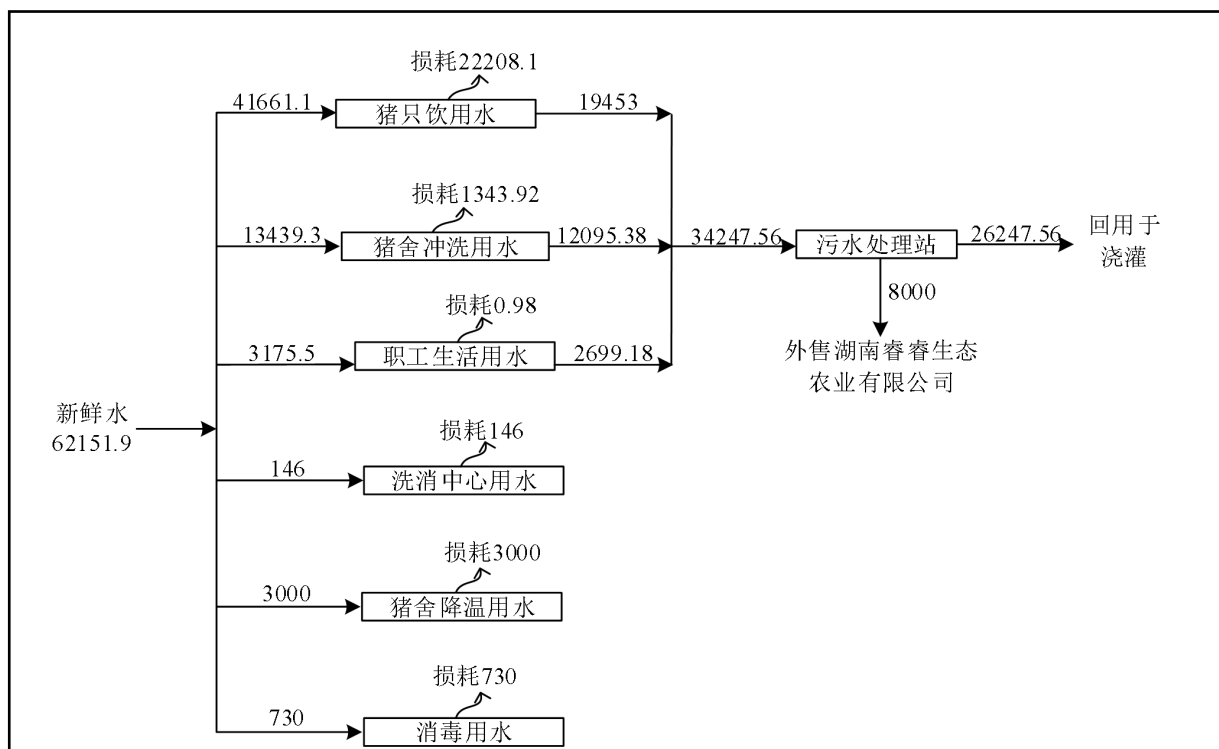 损耗22208.1
41661.1
猪只饮用水
19453
损耗1343.92
13439.3
猪舍冲洗用水
12095.38
34247.56
污水处理站
26247.56
回用于
浇灌
8000
外售湖南睿睿生态
农业有限公司
损耗0.98
3175.5
职工生活用水
2699.18
新鲜水
62151.9
损耗146
146
洗消中心用水
损耗3000
3000
猪舍降温用水
损耗730
730
消毒用水